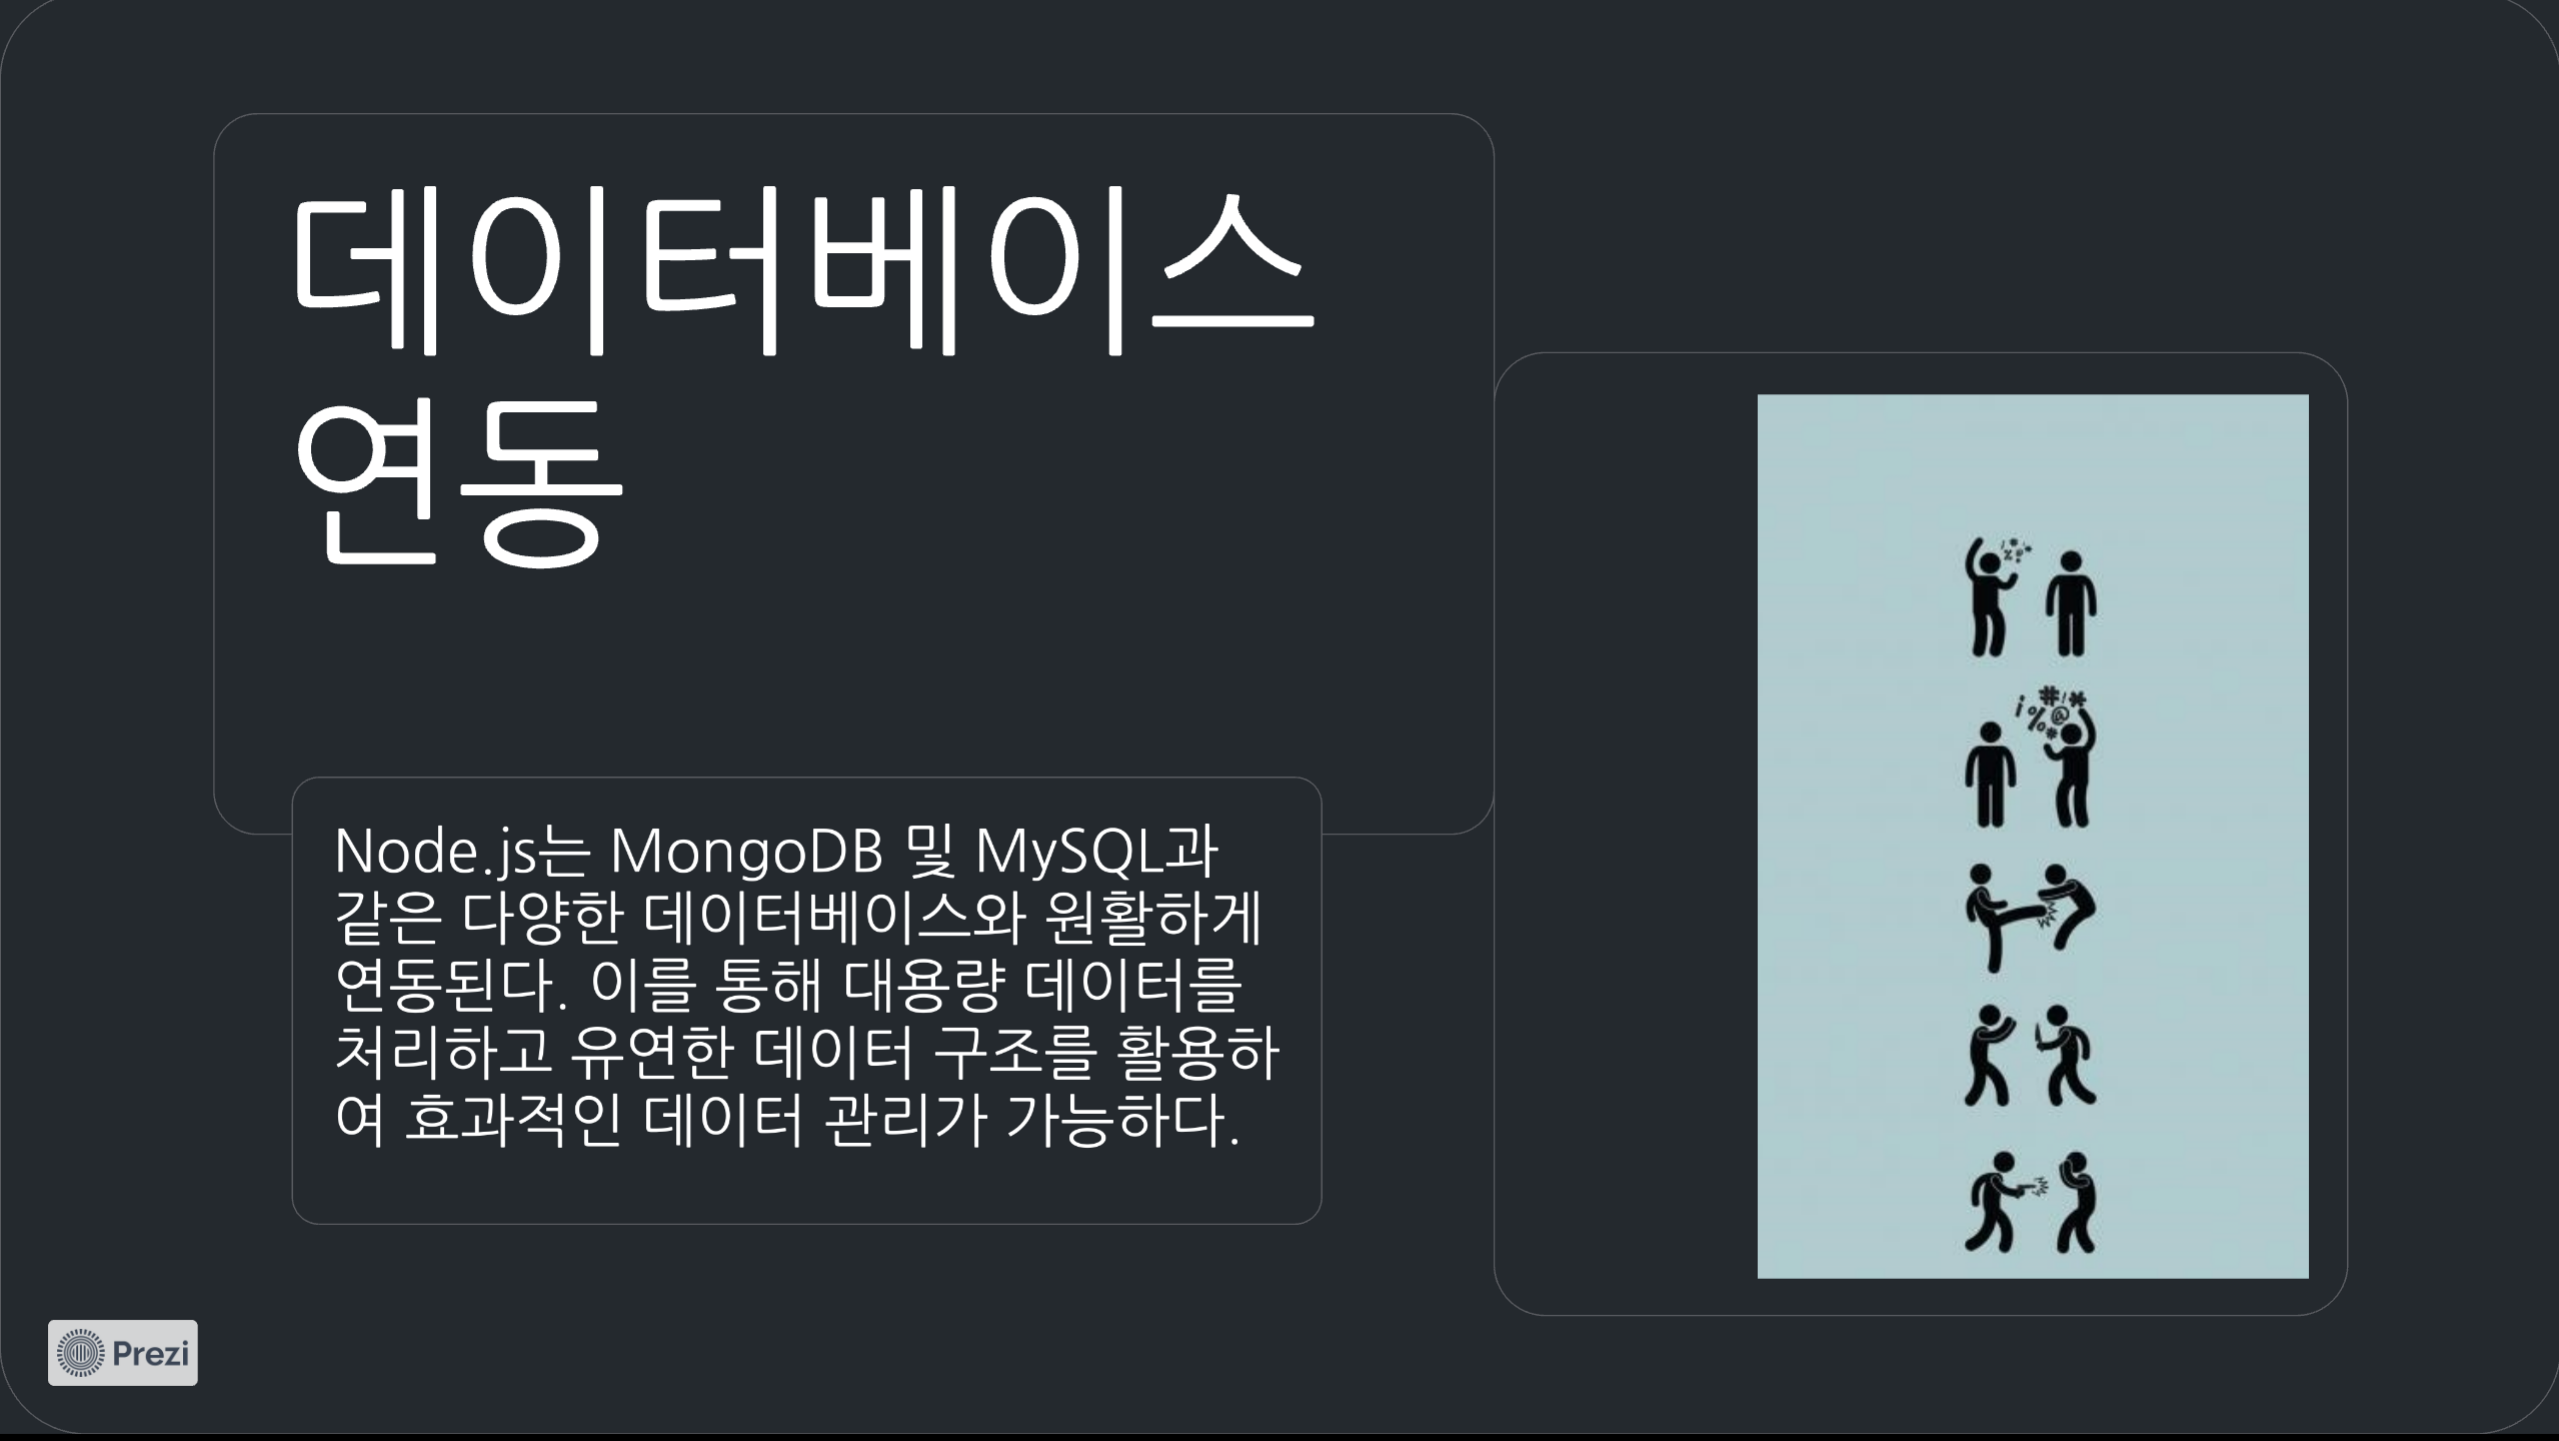 데이터베이스
연동
Node.js는 MongoDB 및 MySQL과
같은 다양한 데이터베이스와 원활하게
연동된다. 이를 통해 대용량 데이터를
처리하고 유연한 데이터 구조를 활용하
여 효과적인 데이터 관리가 가능하다.
Prezi